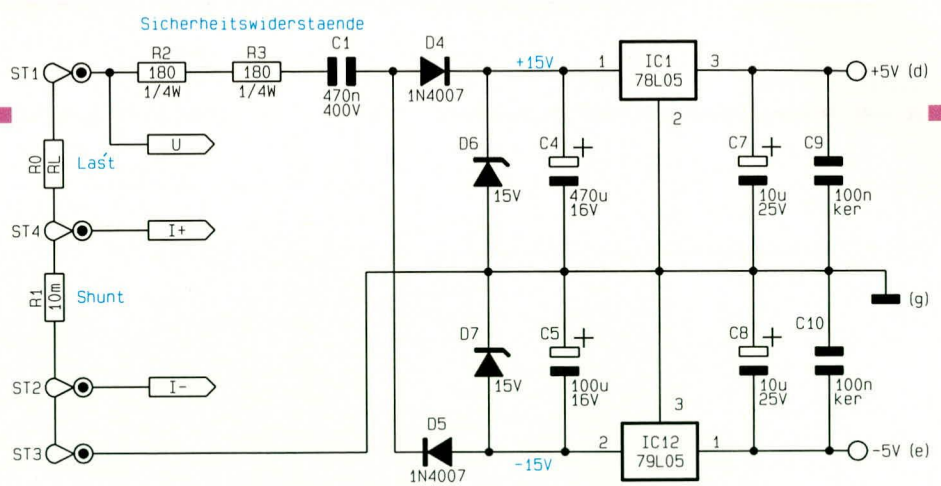 Sicherheitswiderstaende
ST1
R2
180
1/4W
R3
180
1/4W
C1
470n
400V
D4
1N4007
+15V
1
IC1
78L05
3
2
+5V (d)
U
R0
RL
Last
D6
15V
C4
+
470u
16V
C7
+
10u
25V
C9
100n
ker
ST4
I+
R1
10m
Shunt
(g)
D7
15V
C5
+
100u
16V
C8
+
10u
25V
C10
100n
ker
ST2
I-
ST3
D5
1N4007
-15V
2
3
IC12
79L05
1
-5V (e)